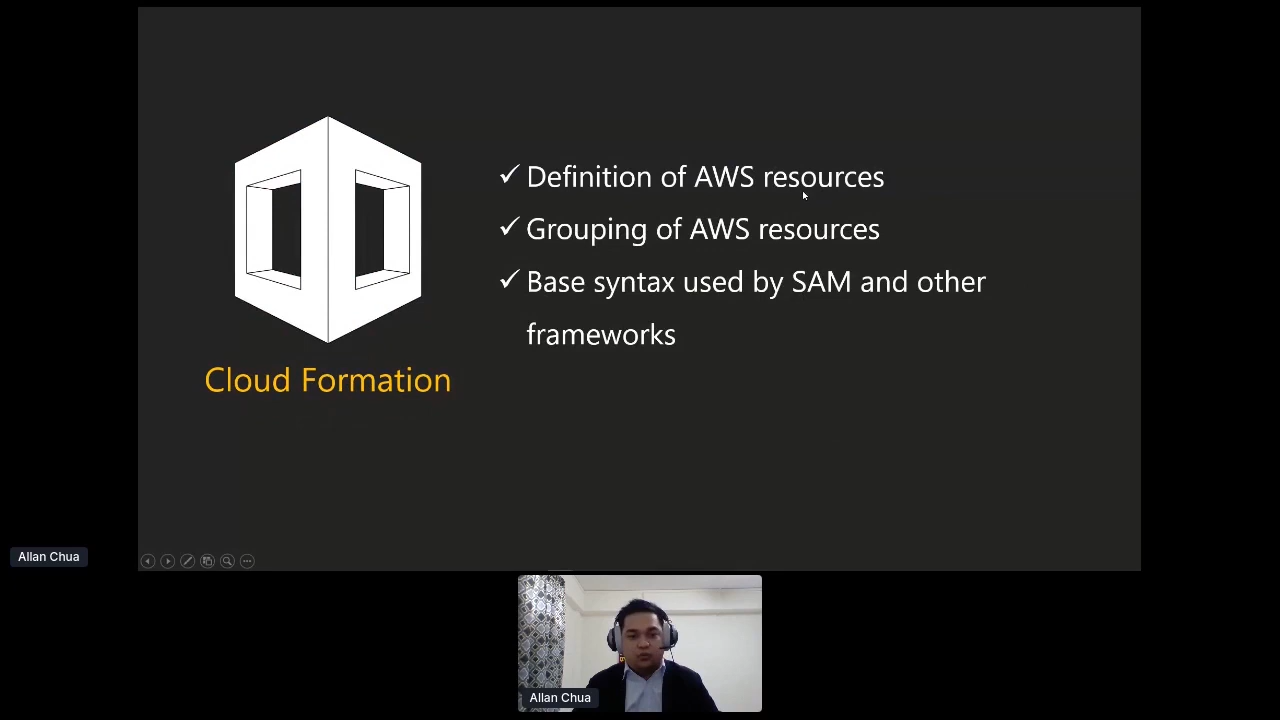 Definition of AWS resources
Grouping of AWS resources
Base syntax used by SAM and other
frameworks
Cloud Formation
Allan Chua
Allan Chua